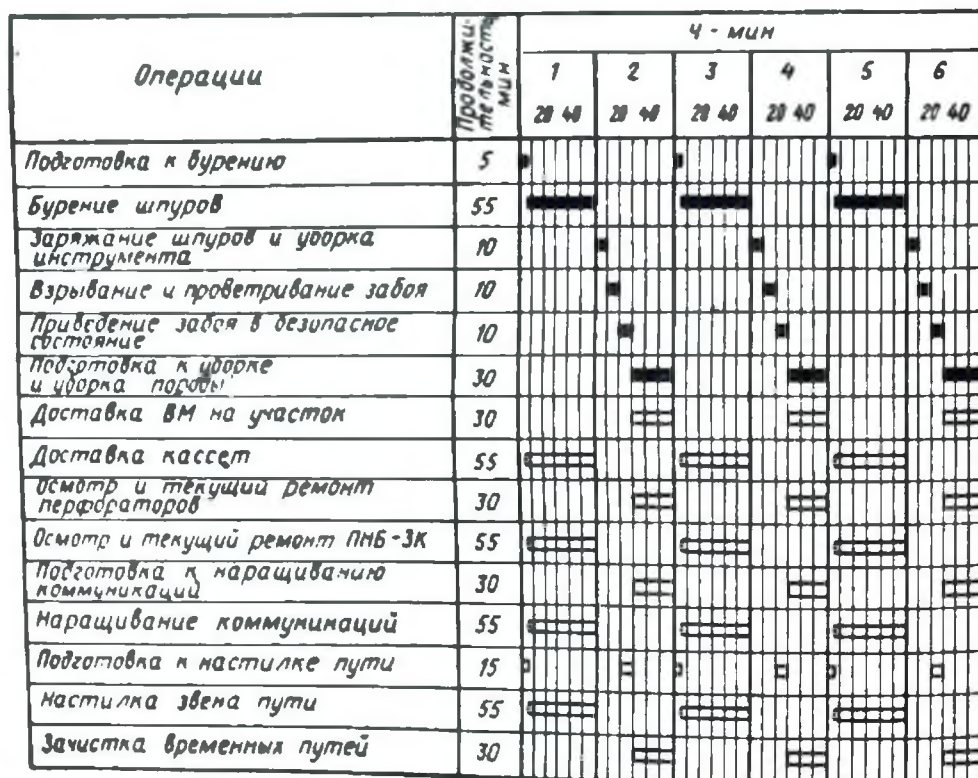 Операции
Продолжи-
тельность,
мин
ч - мин
1 2 3 4 5 6
20 40 20 40 20 40 20 40 20 40 20 40
Подготовка к бурению 5
Бурение шпуров 55
Заряжание шпуров и уборка
инструмента 10
Взрывание и проветривание забоя 10
Приведение забоя в безопасное
состояние 10
Подготовка к уборке
и уборка породы 30
Доставка ВМ на участок 30
Доставка кассет 55
Осмотр и текущий ремонт
перфораторов 30
Осмотр и текущий ремонт ПНБ-3К 55
Подготовка к наращиванию
коммуникаций 30
Наращивание коммуникаций 55
Подготовка к настилке пути 15
Настилка звена пути 55
Зачистка временных путей 30